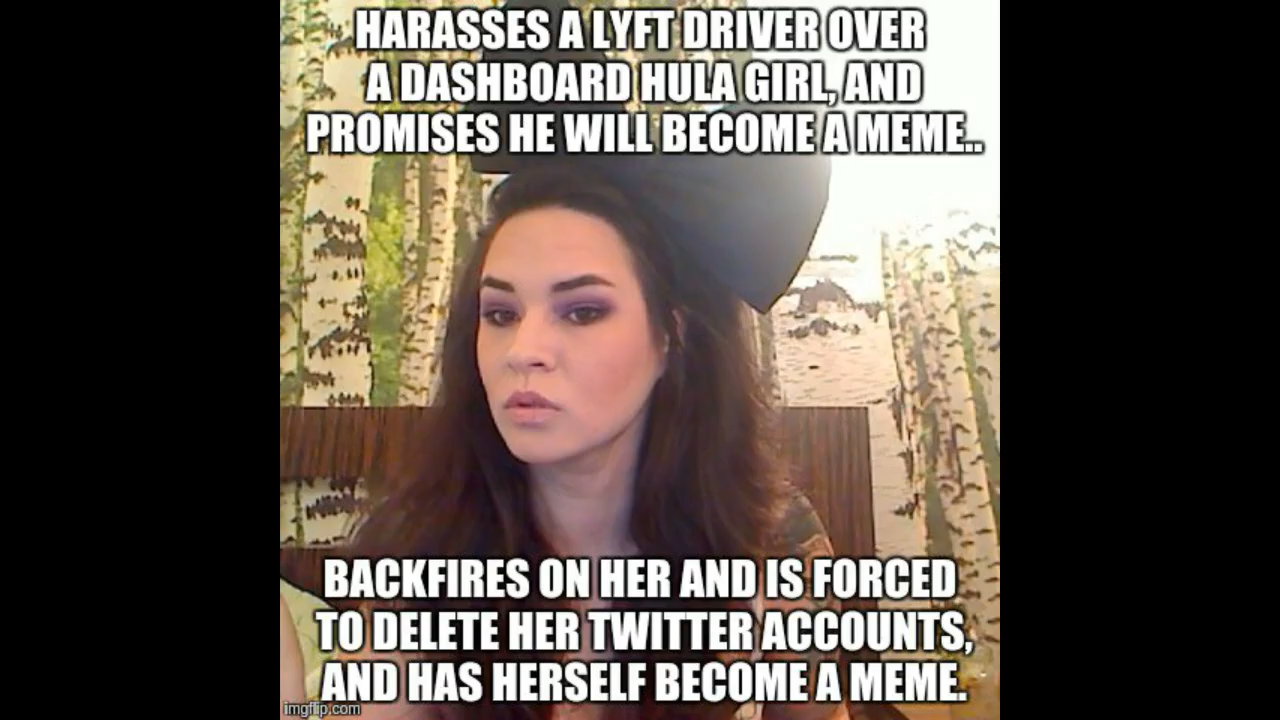 HARASSES A LYFT DRIVER OVER
A DASHBOARD HULA GIRL, AND
PROMISES HE WILL BECOME A MEME..
BACKFIRES ON HER AND IS FORCED
TO DELETE HER TWITTER ACCOUNTS,
AND HAS HERSELF BECOME A MEME.
imgflip.com